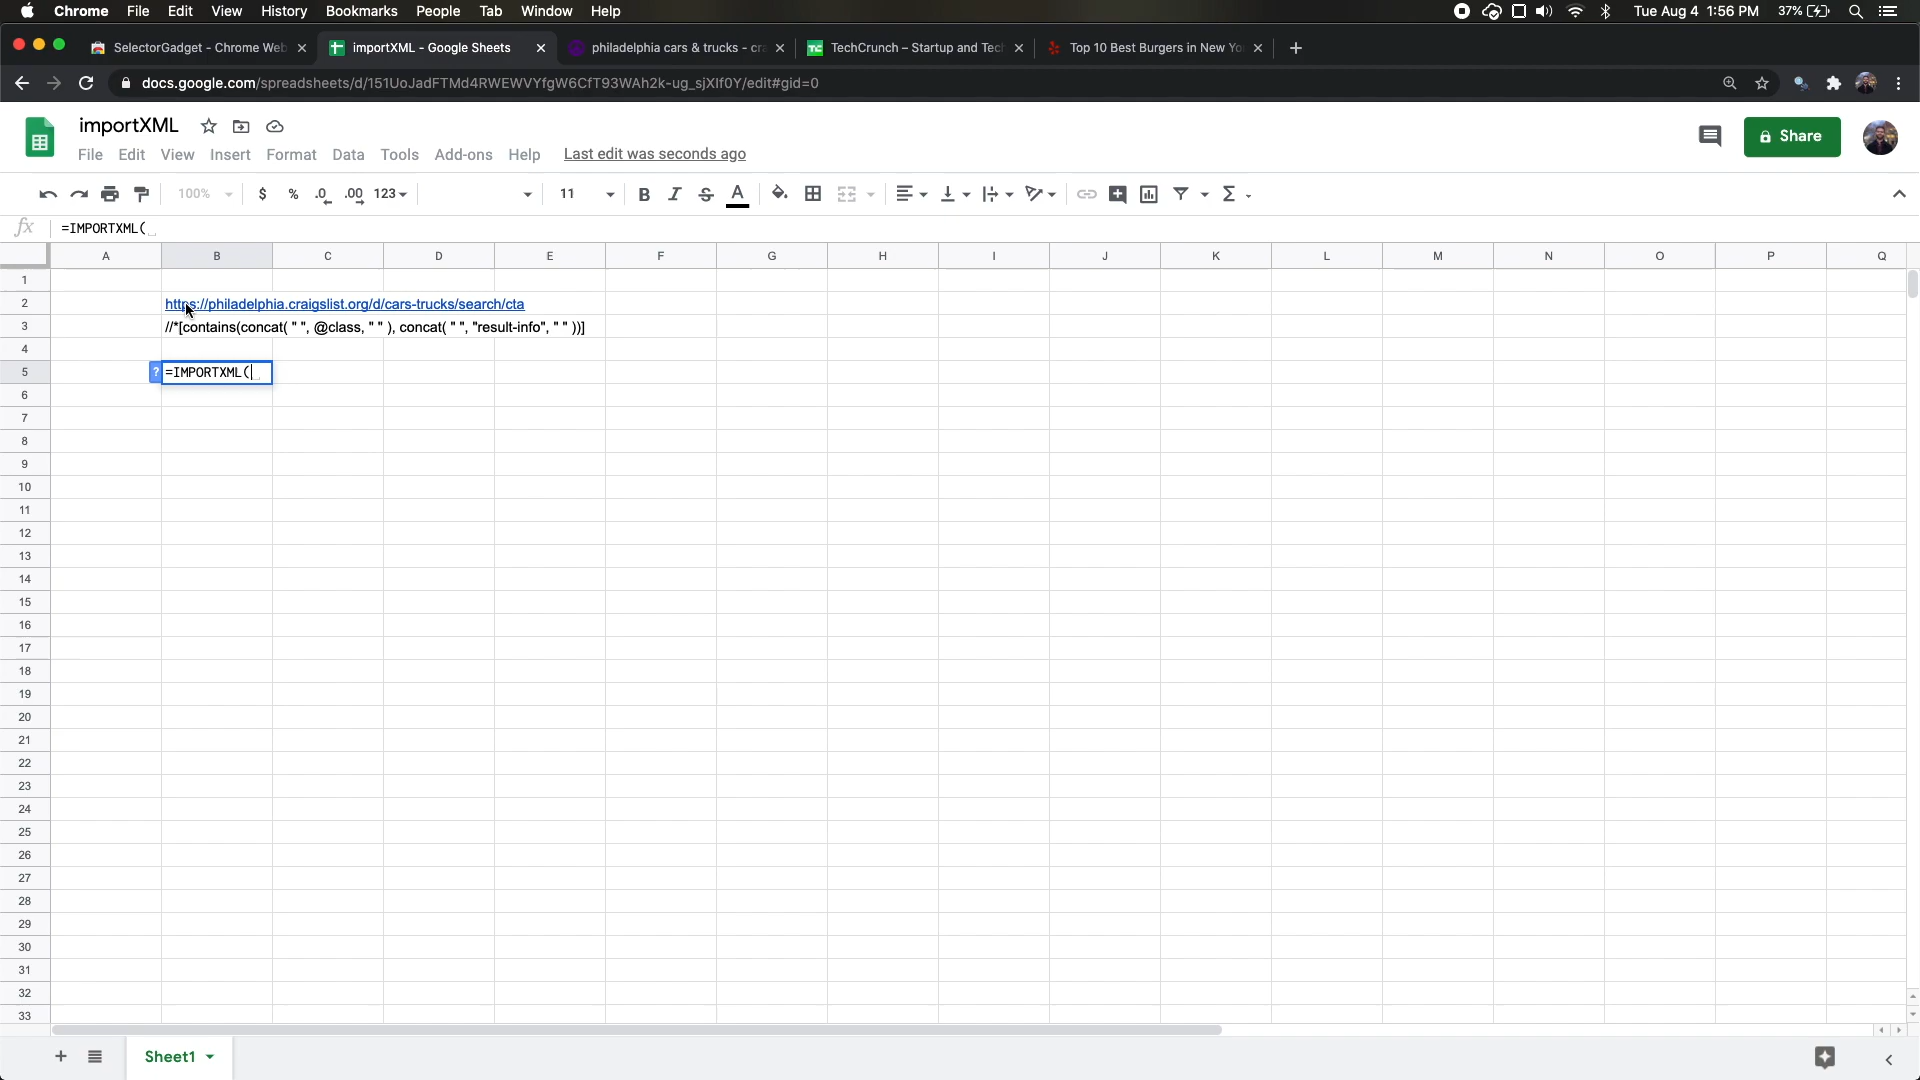 Chrome File Edit View History Bookmarks People Tab Window Help Tue Aug 4 1:56 PM 37%
SelectorGadget - Chrome Web importXML - Google Sheets philadelphia cars & trucks - cra TechCrunch – Startup and Tech Top 10 Best Burgers in New Yo
docs.google.com/spreadsheets/d/151UoJadFTMd4RWEWVYfgW6CfT93WAh2k-ug_sjXIf0Y/edit#gid=0
importXML
Share
File Edit View Insert Format Data Tools Add-ons Help Last edit was seconds ago
100% $ % .0 .00 123 11 B I S A Σ
fx =IMPORTXML(
A B C D E F G H I J K L M N O P Q
1
2 https://philadelphia.craigslist.org/d/cars-trucks/search/cta
3 //*[contains(concat( " ", @class, " " ), concat( " ", "result-info", " " ))]
4
5 ? =IMPORTXML(
6
7
8
9
10
11
12
13
14
15
16
17
18
19
20
21
22
23
24
25
26
27
28
29
30
31
32
33
Sheet1